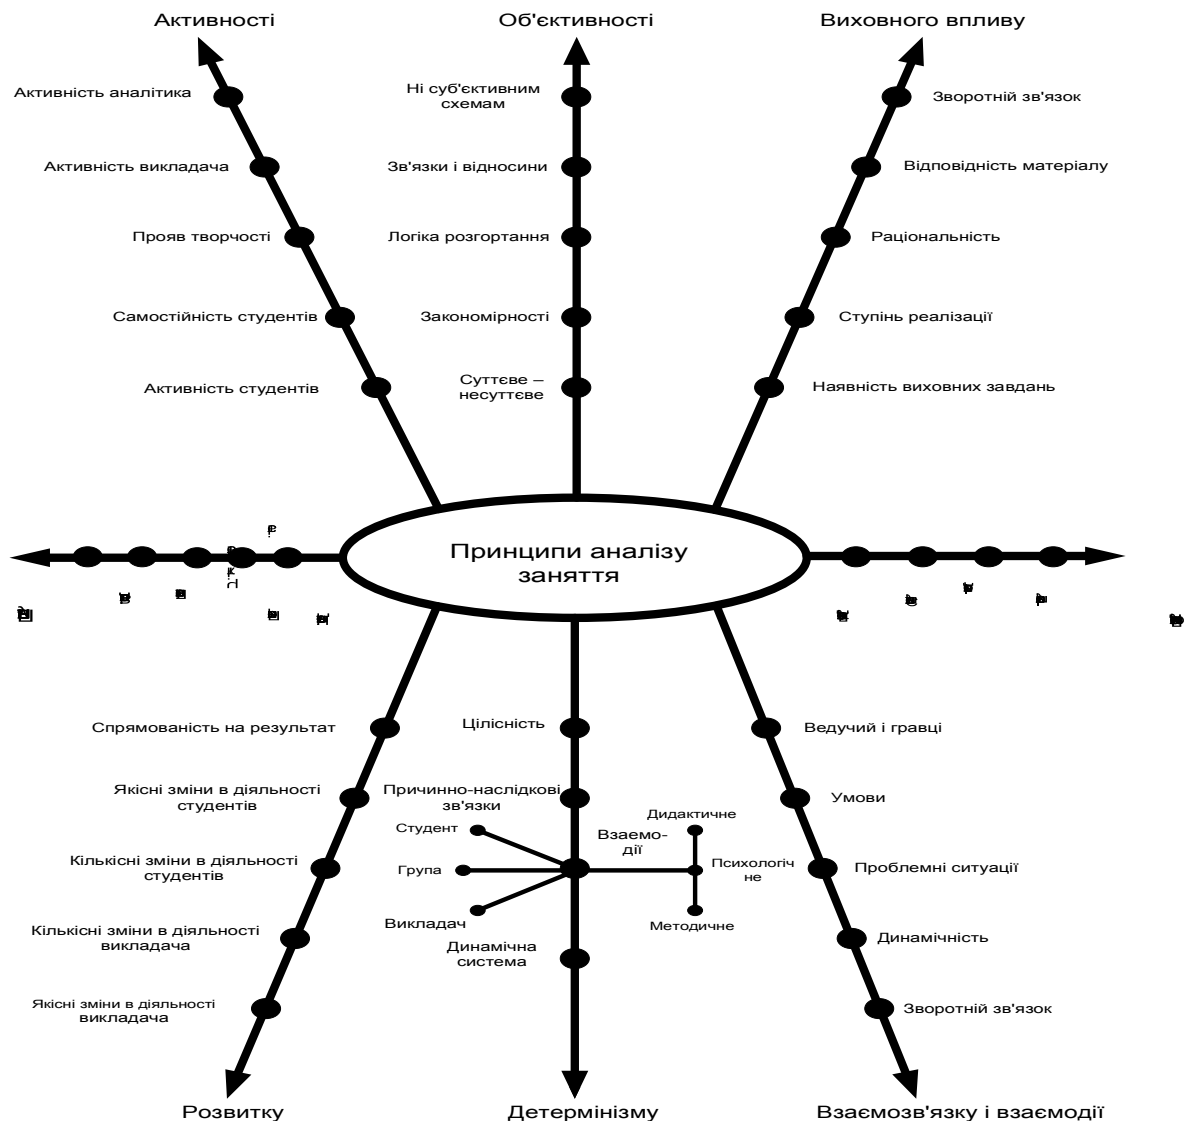 Активності
Об'єктивності
Виховного впливу
Активність аналітика
Ні суб'єктивним
схемам
Зворотній зв'язок
Активність викладача
Зв'язки і відносини
Відповідність матеріалу
Прояв творчості
Логіка розгортання
Раціональність
Самостійність студентів
Закономірності
Ступінь реалізації
Активність студентів
Суттєве –
несуттєве
Наявність виховних завдань
Принципи аналізу
заняття
Спрямованість на результат
Цілісність
Ведучий і гравці
Якісні зміни в діяльності
студентів
Причинно-наслідкові
зв'язки
Умови
Студент
Взаемо-
дії
Дидактичне
Кількісні зміни в діяльності
студентів
Група
Психологіч
не
Проблемні ситуації
Викладач
Методичне
Кількісні зміни в діяльності
викладача
Динамічна
система
Динамічність
Якісні зміни в діяльності
викладача
Зворотній зв'язок
Розвитку
Детермінізму
Взаємозв'язку і взаємодії